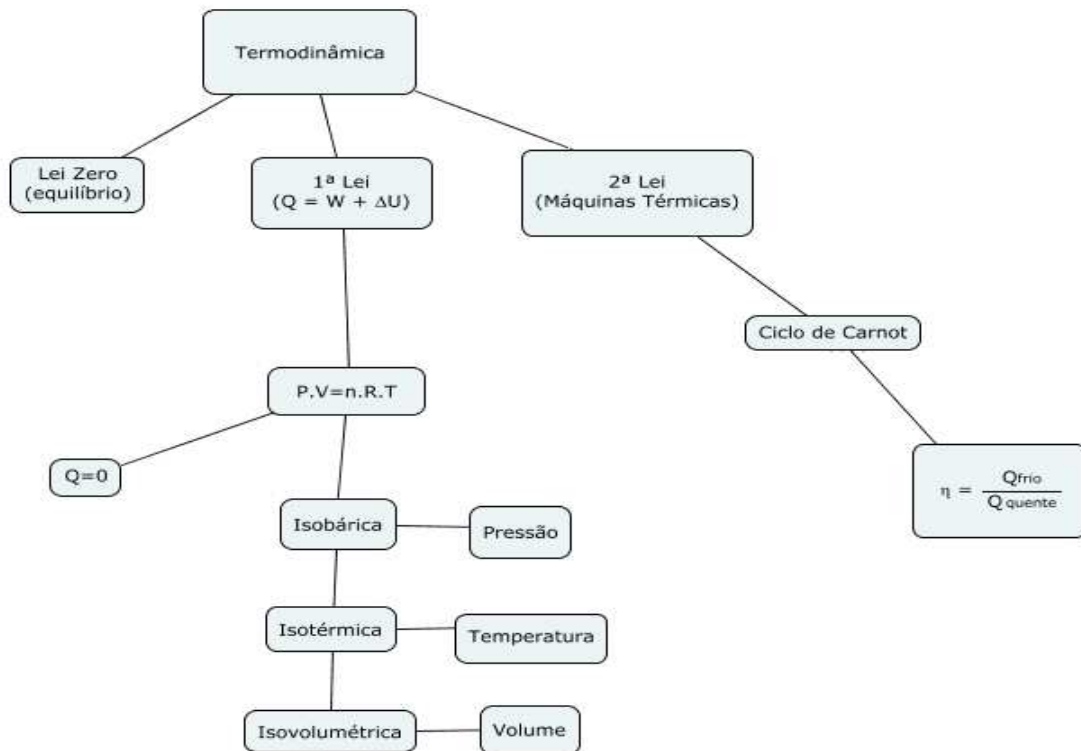 Termodinâmica
Lei Zero
(equilíbrio)
1ª Lei
(Q = W + ΔU)
2ª Lei
(Máquinas Térmicas)
Ciclo de Carnot
P.V=n.R.T
Q=0
η = Qfrio / Q quente
Isobárica
Pressão
Isotérmica
Temperatura
Isovolumétrica
Volume